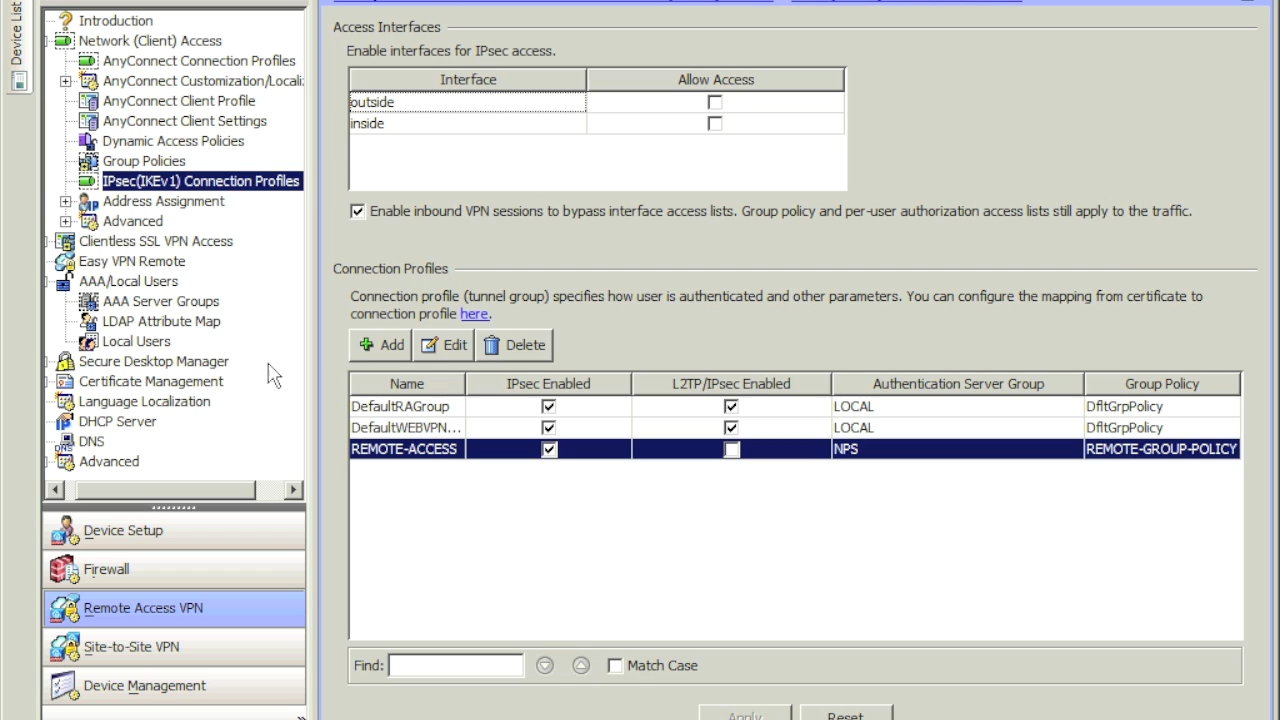 Device List
Introduction
Network (Client) Access
AnyConnect Connection Profiles
AnyConnect Customization/Locali
AnyConnect Client Profile
AnyConnect Client Settings
Dynamic Access Policies
Group Policies
IPsec(IKEv1) Connection Profiles
Address Assignment
Advanced
Clientless SSL VPN Access
Easy VPN Remote
AAA/Local Users
AAA Server Groups
LDAP Attribute Map
Local Users
Secure Desktop Manager
Certificate Management
Language Localization
DHCP Server
DNS
Advanced
Device Setup
Firewall
Remote Access VPN
Site-to-Site VPN
Device Management
Access Interfaces
Enable interfaces for IPsec access.
Interface Allow Access
outside
inside
Enable inbound VPN sessions to bypass interface access lists. Group policy and per-user authorization access lists still apply to the traffic.
Connection Profiles
Connection profile (tunnel group) specifies how user is authenticated and other parameters. You can configure the mapping from certificate to
connection profile here.
Add Edit Delete
Name IPsec Enabled L2TP/IPsec Enabled Authentication Server Group Group Policy
DefaultRAGroup LOCAL DfltGrpPolicy
DefaultWEBVPN... LOCAL DfltGrpPolicy
REMOTE-ACCESS NPS REMOTE-GROUP-POLICY
Find: Match Case
Apply Reset